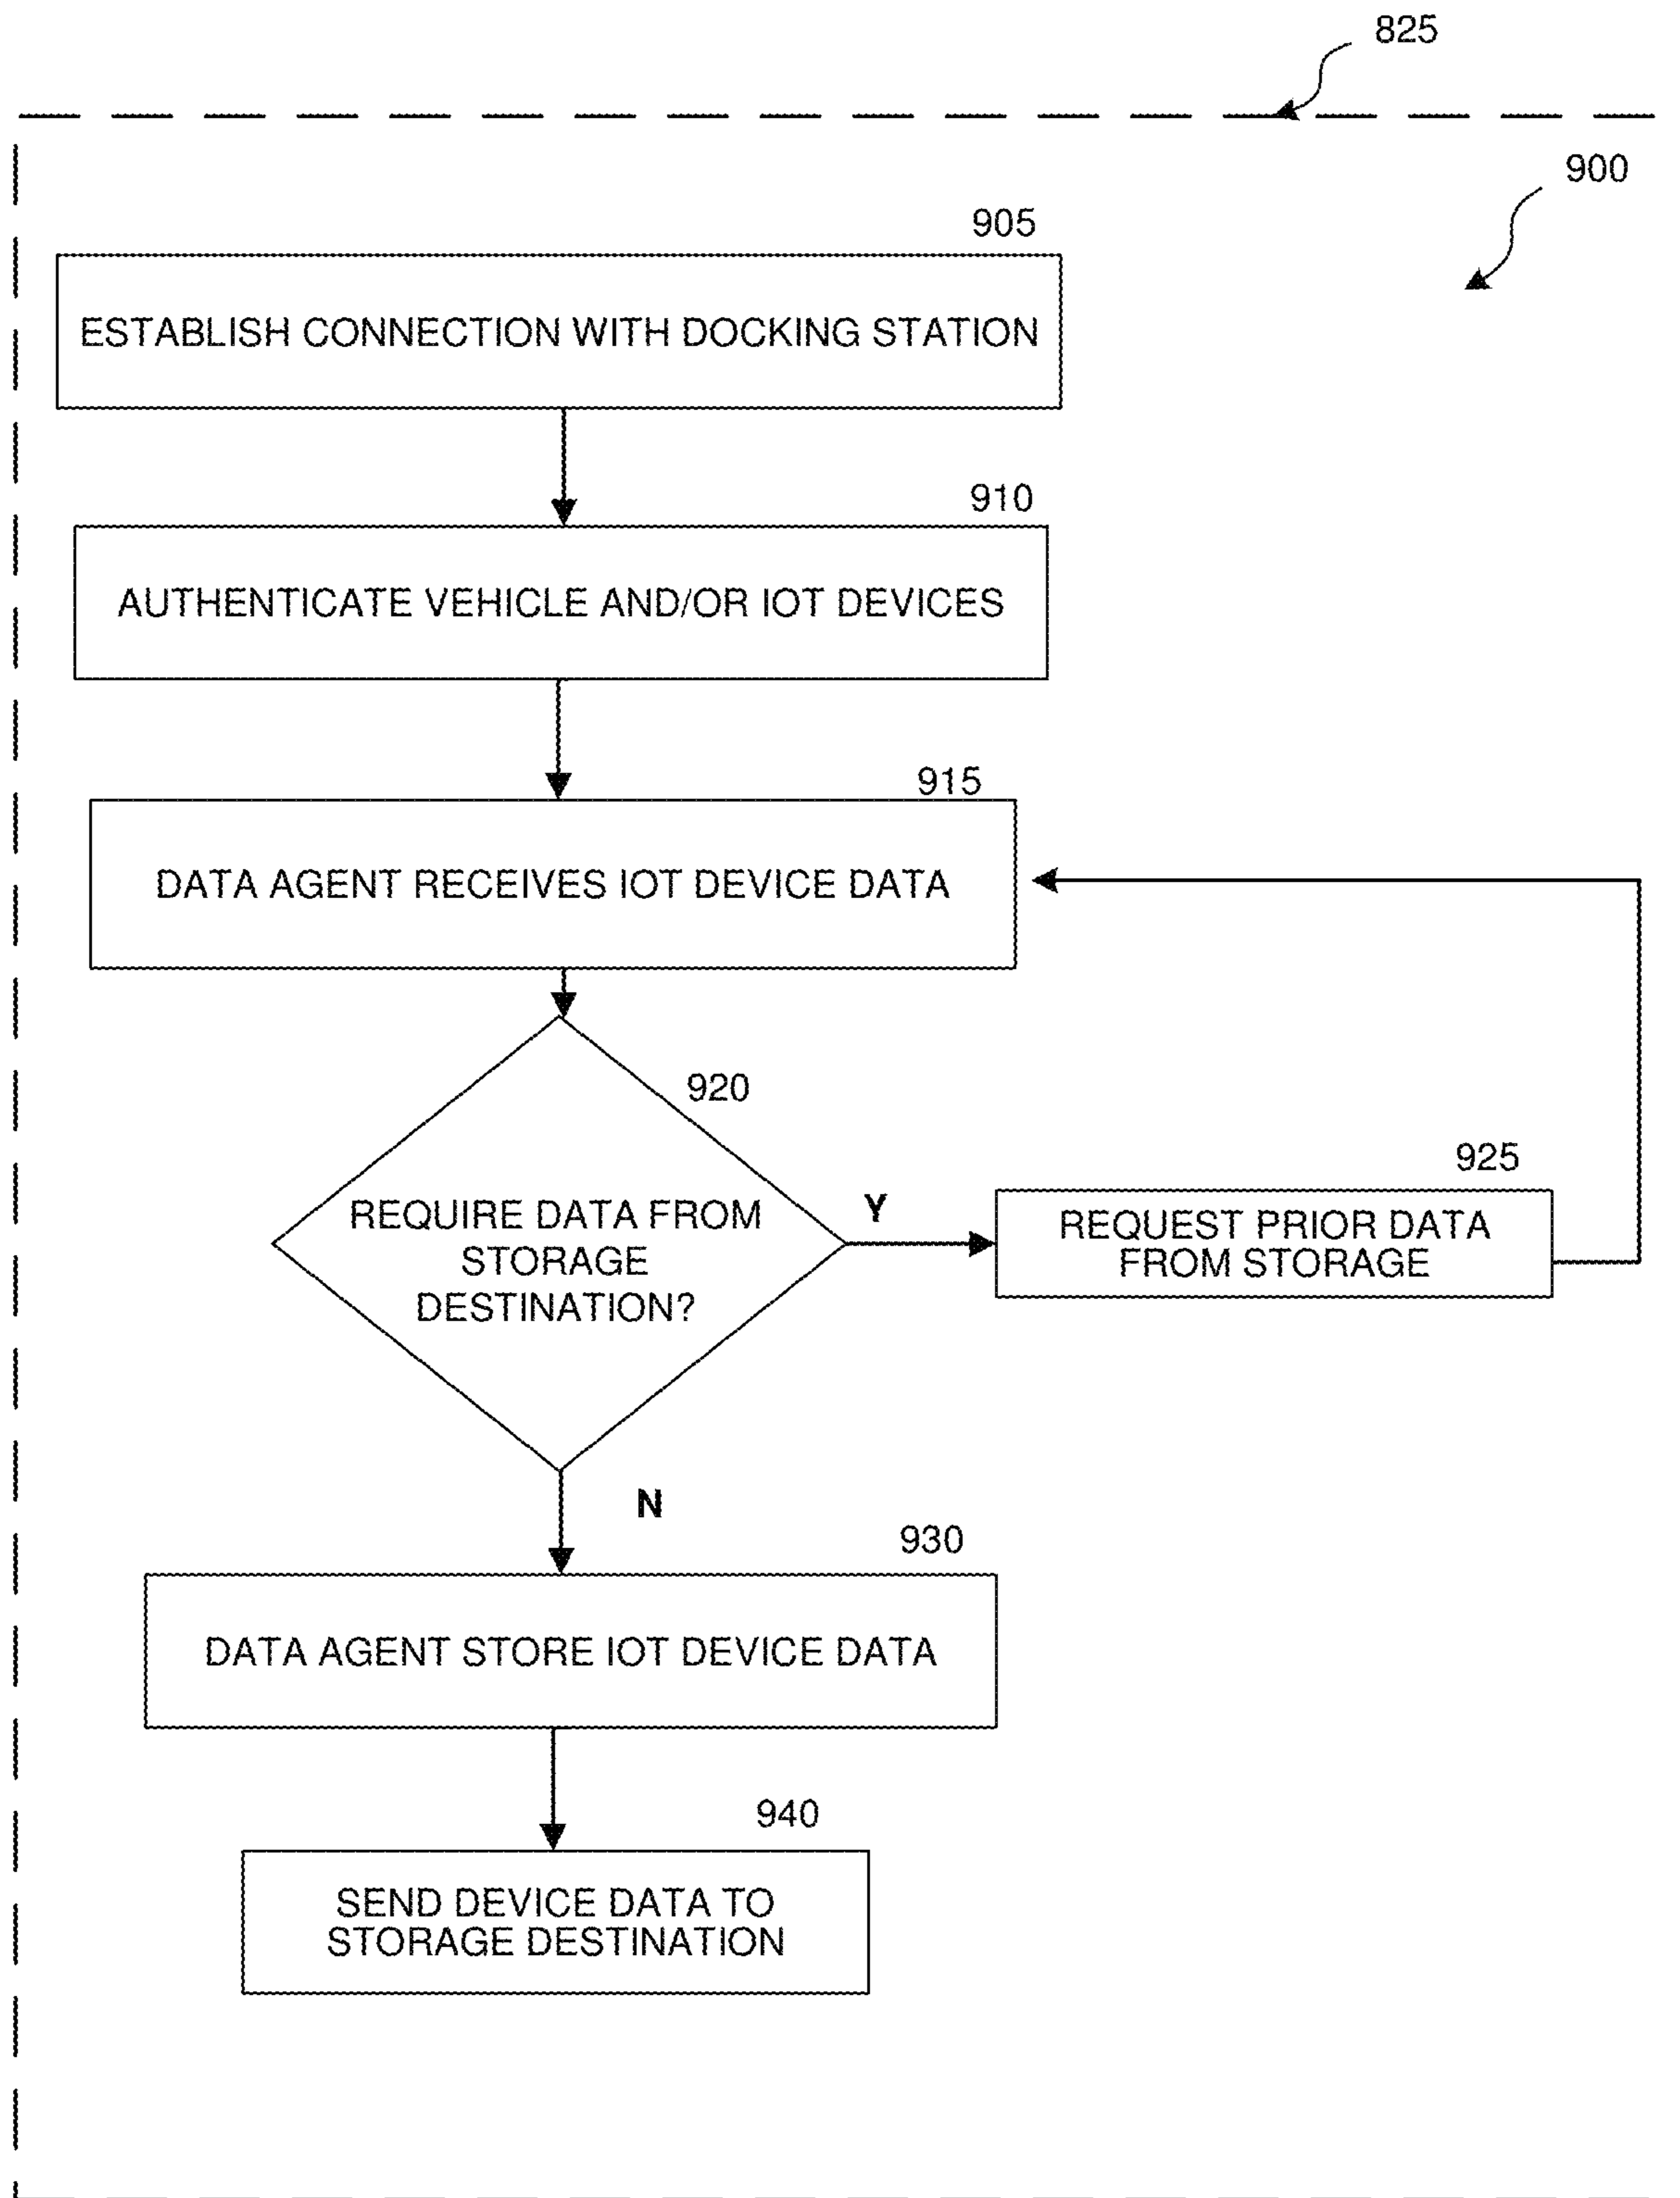 825
900
905
ESTABLISH CONNECTION WITH DOCKING STATION
910
AUTHENTICATE VEHICLE AND/OR IOT DEVICES
915
DATA AGENT RECEIVES IOT DEVICE DATA
920
REQUIRE DATA FROM
STORAGE
DESTINATION?
Y
925
REQUEST PRIOR DATA
FROM STORAGE
N
930
DATA AGENT STORE IOT DEVICE DATA
940
SEND DEVICE DATA TO
STORAGE DESTINATION